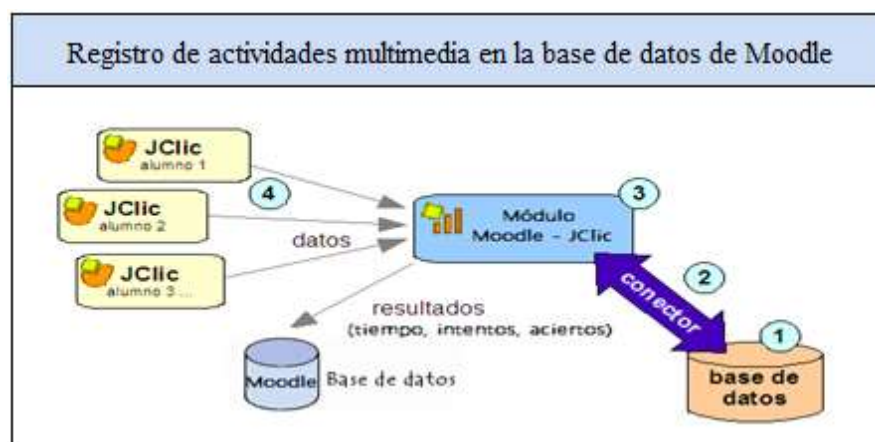 Registro de actividades multimedia en la base de datos de Moodle
JClic
alumno 1
4
JClic
alumno 2
datos
JClic
alumno 3 ...
3
Módulo
Moodle - JClic
2
conector
resultados
(tiempo, intentos, aciertos)
Moodle
Base de datos
1
base de
datos